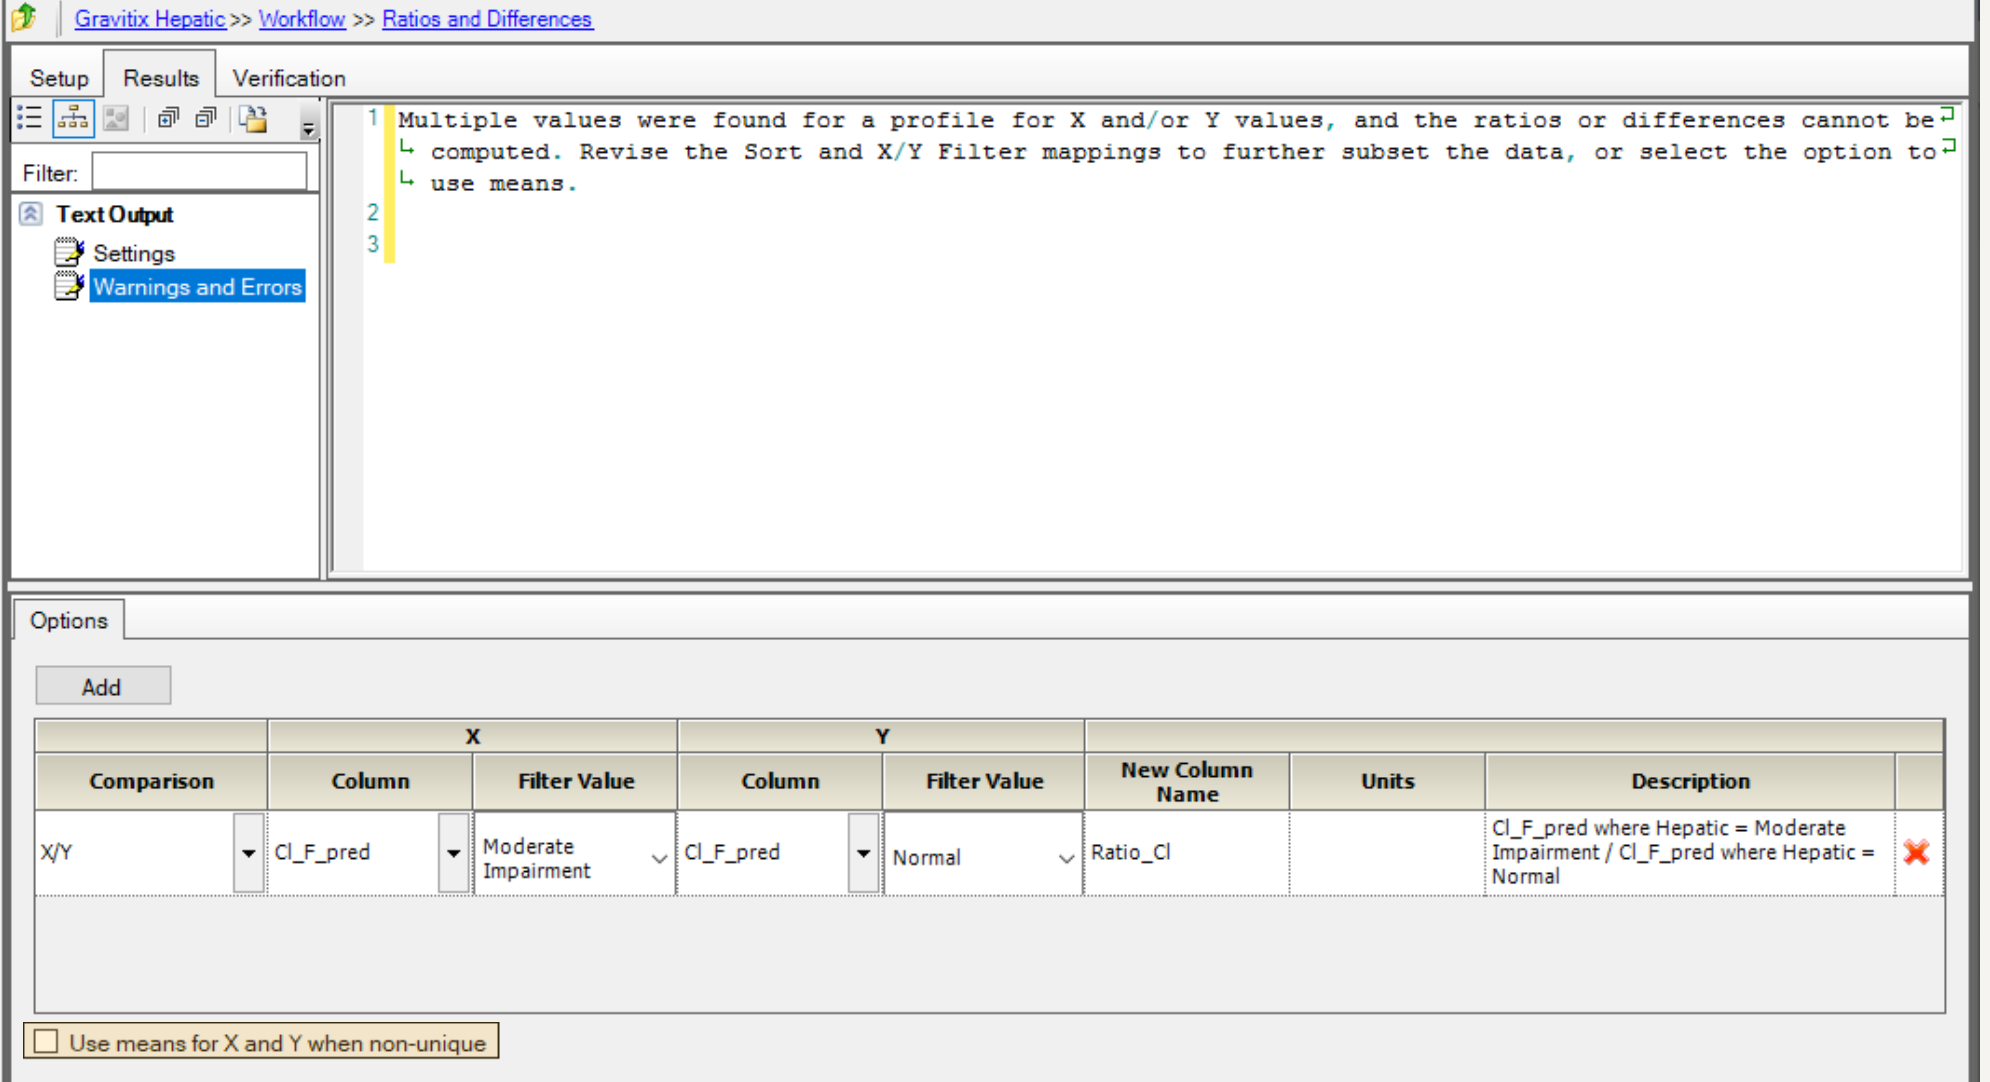 Gravitix Hepatic >> Workflow >> Ratios and Differences
Setup Results Verification
Filter:
Text Output
Settings
Warnings and Errors
1 Multiple values were found for a profile for X and/or Y values, and the ratios or differences cannot be
computed. Revise the Sort and X/Y Filter mappings to further subset the data, or select the option to
use means.
2
3
Options
Add
X Y
Comparison Column Filter Value Column Filter Value New Column Name Units Description
X/Y Cl_F_pred Moderate Impairment Cl_F_pred Normal Ratio_Cl Cl_F_pred where Hepatic = Moderate
Impairment / Cl_F_pred where Hepatic =
Normal
Use means for X and Y when non-unique